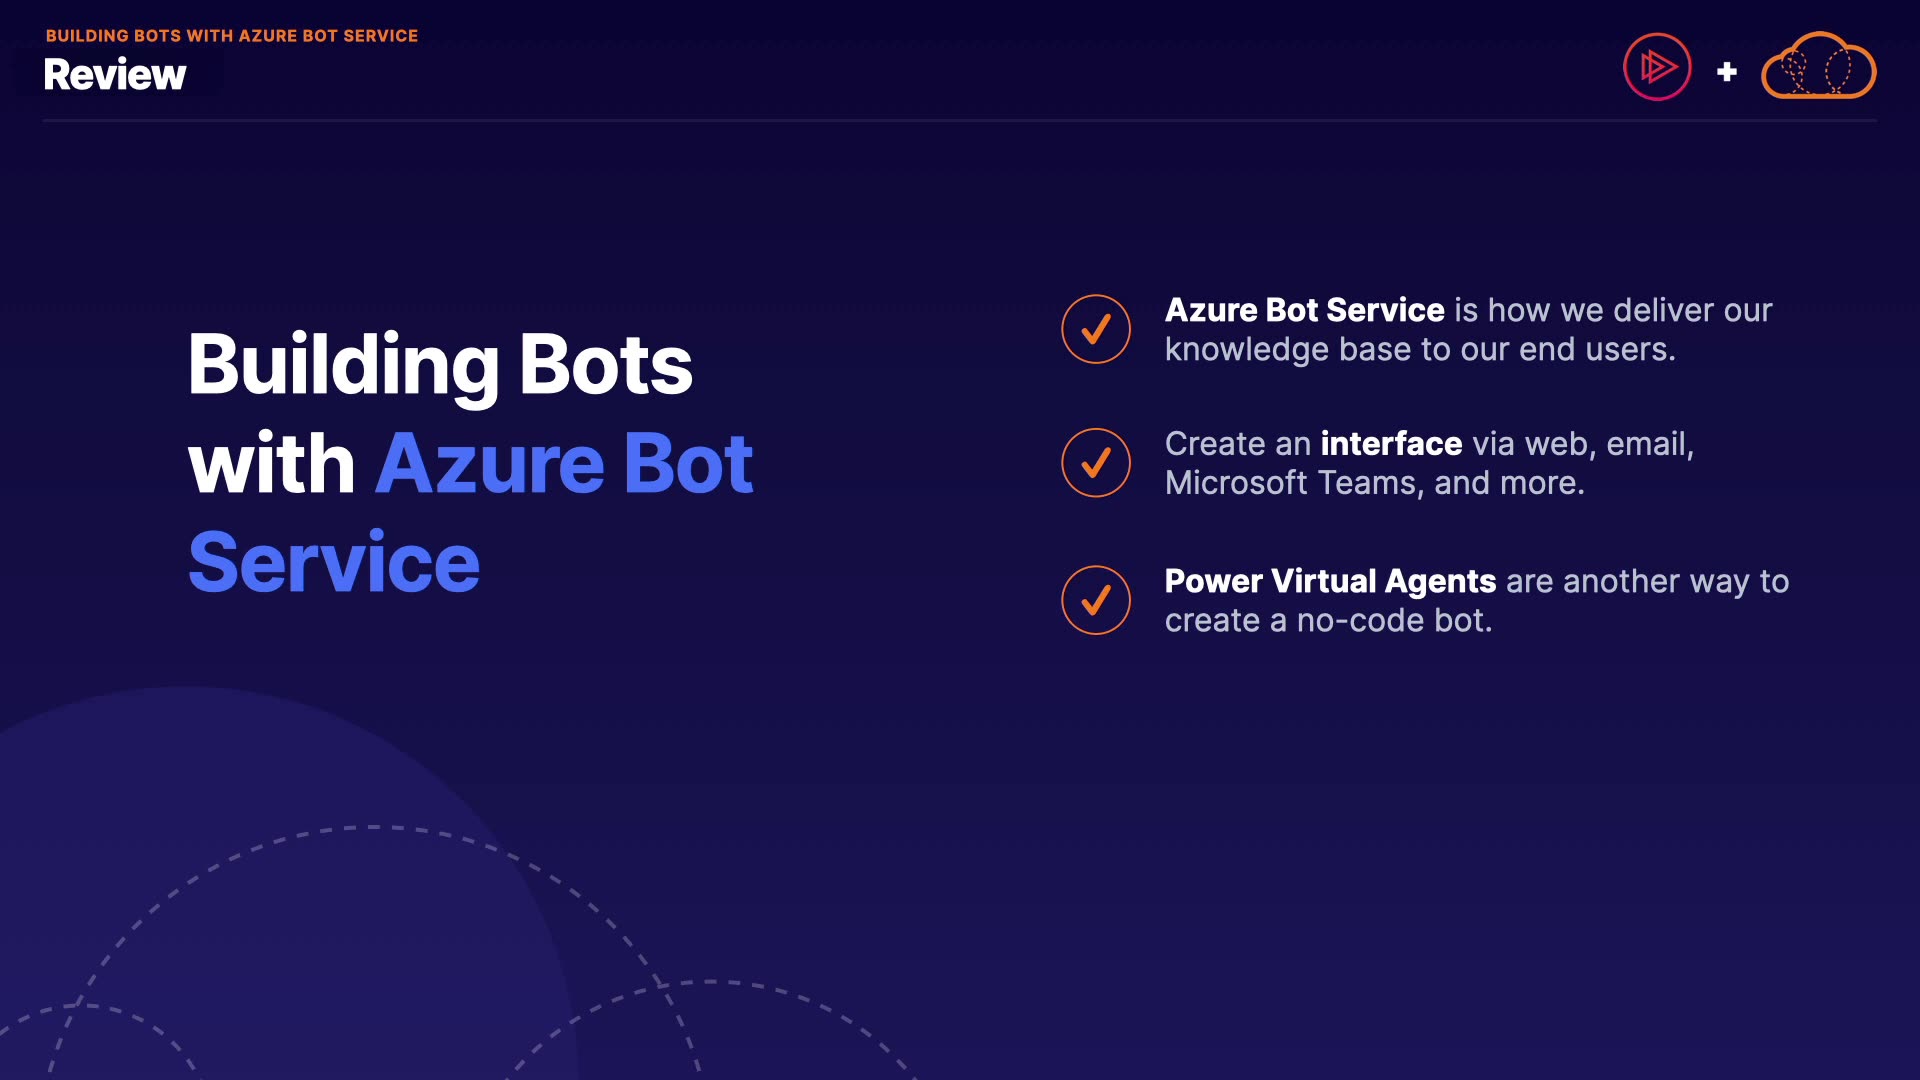 BUILDING BOTS WITH AZURE BOT SERVICE
Review
Building Bots
with Azure Bot
Service
Azure Bot Service is how we deliver our
knowledge base to our end users.
Create an interface via web, email,
Microsoft Teams, and more.
Power Virtual Agents are another way to
create a no-code bot.